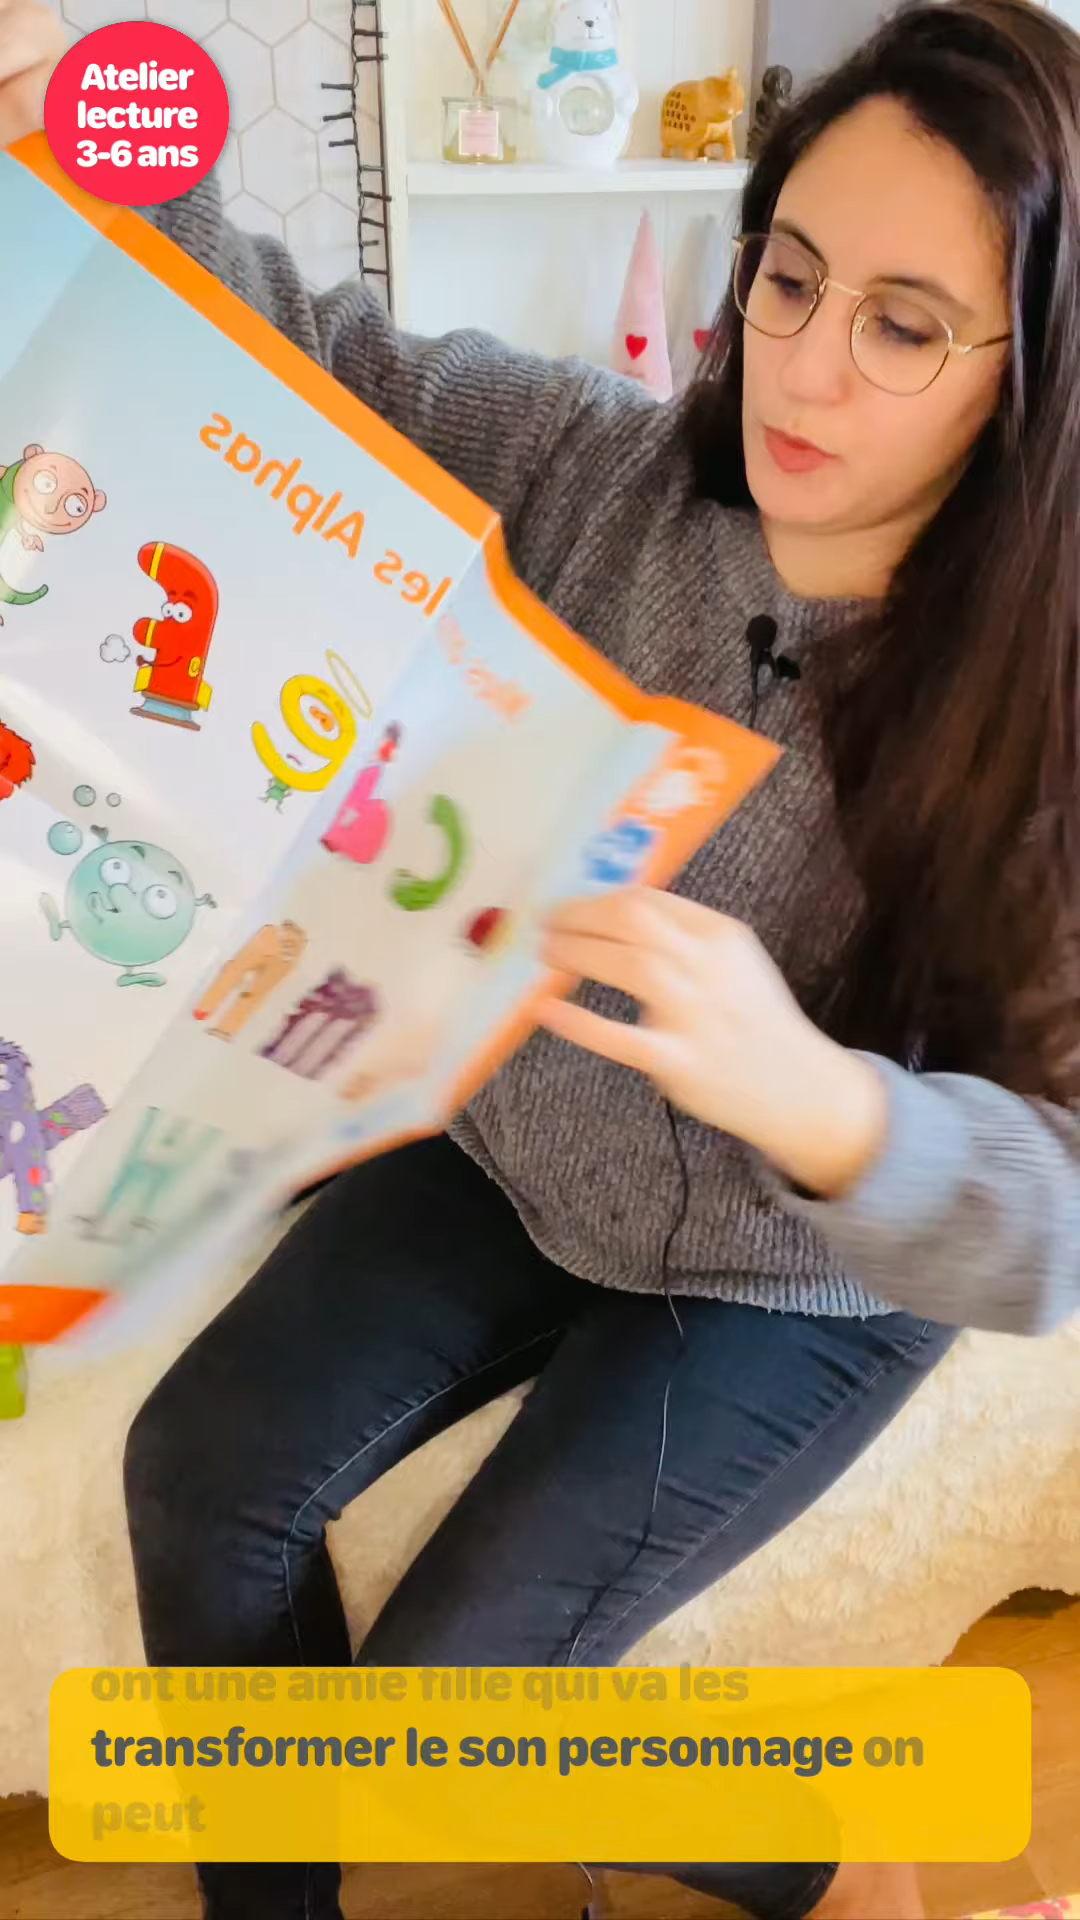 Atelier
lecture
3-6 ans
les Alphas
ont une amie fille qui va les
transformer le son personnage on
peut